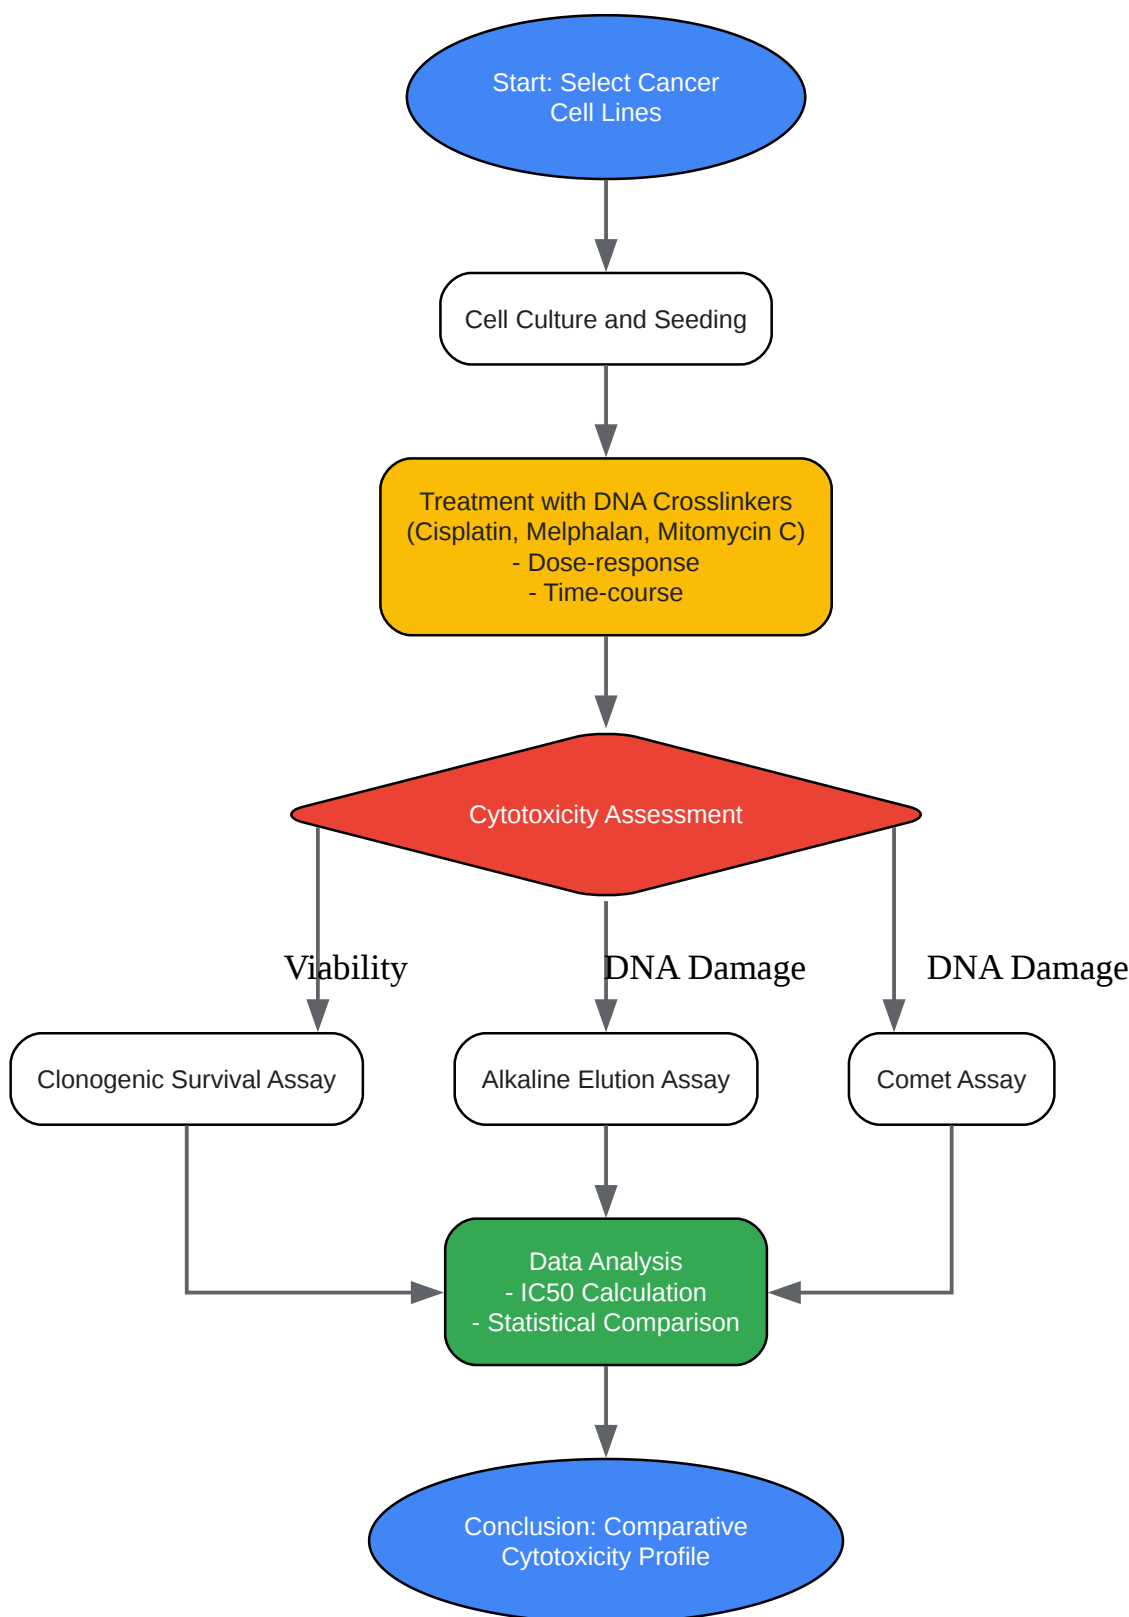 Start: Select Cancer
Cell Lines
Cell Culture and Seeding
Treatment with DNA Crosslinkers
(Cisplatin, Melphalan, Mitomycin C)
- Dose-response
- Time-course
Cytotoxicity Assessment
Viability
DNA Damage
DNA Damage
Clonogenic Survival Assay
Alkaline Elution Assay
Comet Assay
Data Analysis
- IC50 Calculation
- Statistical Comparison
Conclusion: Comparative
Cytotoxicity Profile